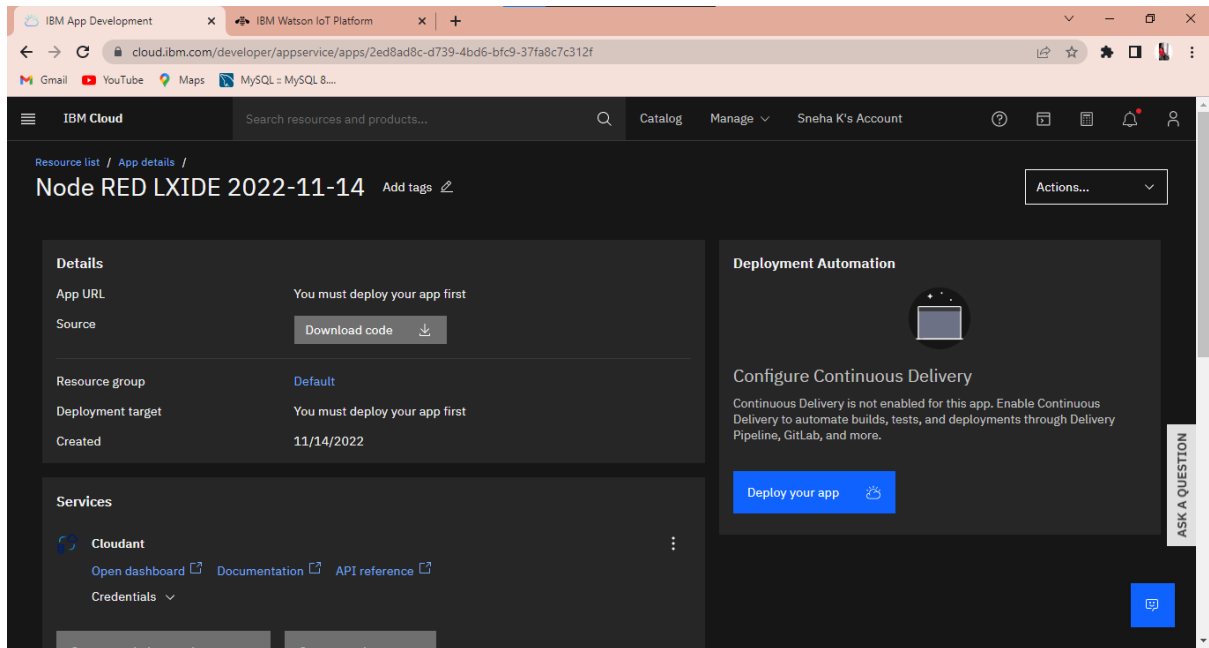 IBM App Development
IBM Watson IoT Platform
cloud.ibm.com/developer/appservice/apps/2ed8ad8c-d739-4bd6-bfc9-37fa8c7c312f
Gmail YouTube Maps MySQL :: MySQL 8....
IBM Cloud Search resources and products... Catalog Manage Sneha K's Account
Resource list / App details /
Node RED LXIDE 2022-11-14 Add tags
Actions...
Details
App URL You must deploy your app first
Source Download code
Resource group Default
Deployment target You must deploy your app first
Created 11/14/2022
Services
Cloudant
Open dashboard Documentation API reference
Credentials
Deployment Automation
Configure Continuous Delivery
Continuous Delivery is not enabled for this app. Enable Continuous
Delivery to automate builds, tests, and deployments through Delivery
Pipeline, GitLab, and more.
Deploy your app
ASK A QUESTION